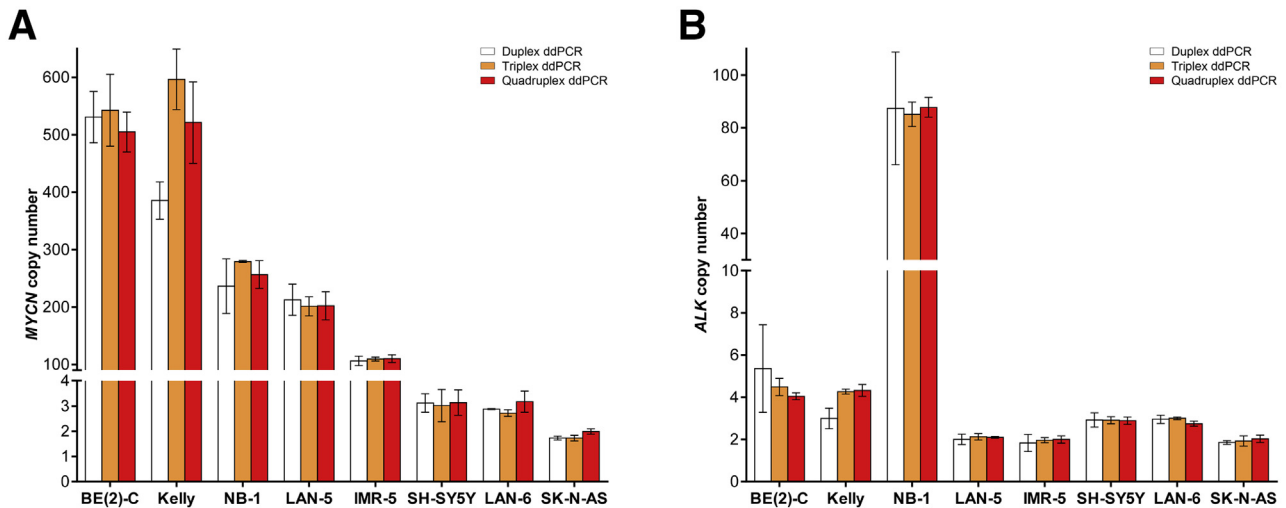 A
MYCN copy number
600
500
400
300
200
100
4
3
2
1
0
Duplex ddPCR
Triplex ddPCR
Quadruplex ddPCR
BE(2)-C Kelly NB-1 LAN-5 IMR-5 SH-SY5Y LAN-6 SK-N-AS
B
ALK copy number
100
80
60
40
10
8
6
4
2
0
Duplex ddPCR
Triplex ddPCR
Quadruplex ddPCR
BE(2)-C Kelly NB-1 LAN-5 IMR-5 SH-SY5Y LAN-6 SK-N-AS